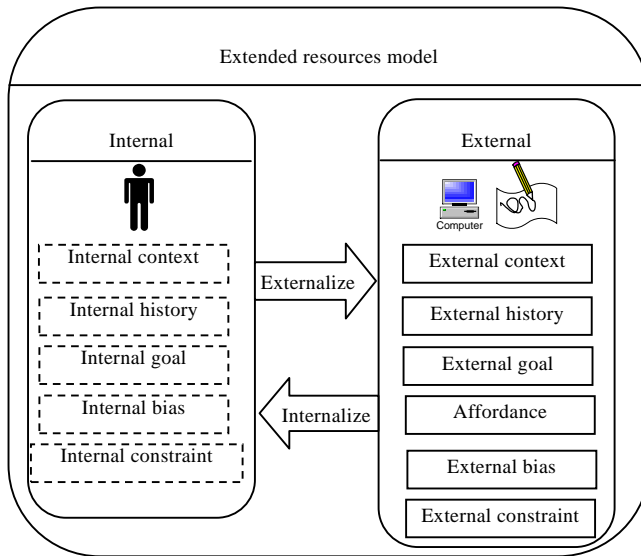 Extended resources model
Internal
Internal context
Internal history
Internal goal
Internal bias
Internal constraint
Externalize
Internalize
External
Computer
External context
External history
External goal
Affordance
External bias
External constraint